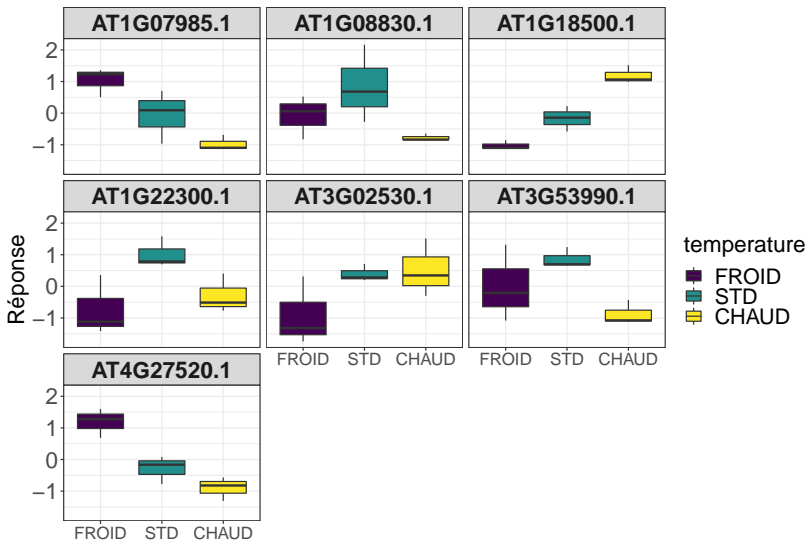 AT1G07985.1 AT1G08830.1 AT1G18500.1
2
1
0
−1
AT1G22300.1 AT3G02530.1 AT3G53990.1
2
1
0
−1
FROID STD CHAUD FROID STD CHAUD
AT4G27520.1
2
1
0
−1
FROID STD CHAUD
Réponse
temperature
FROID
STD
CHAUD